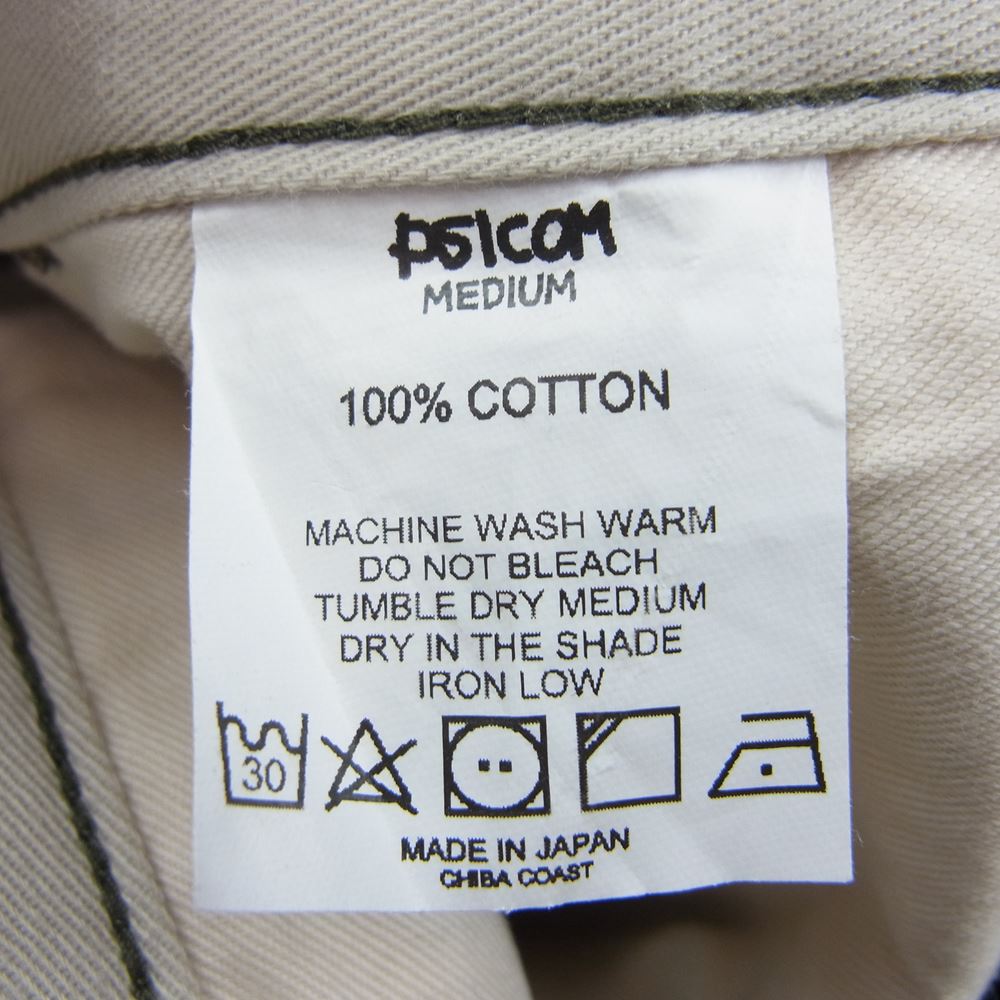 psicom
MEDIUM
100% COTTON
MACHINE WASH WARM
DO NOT BLEACH
TUMBLE DRY MEDIUM
DRY IN THE SHADE
IRON LOW
30
MADE IN JAPAN
CHIBA COAST